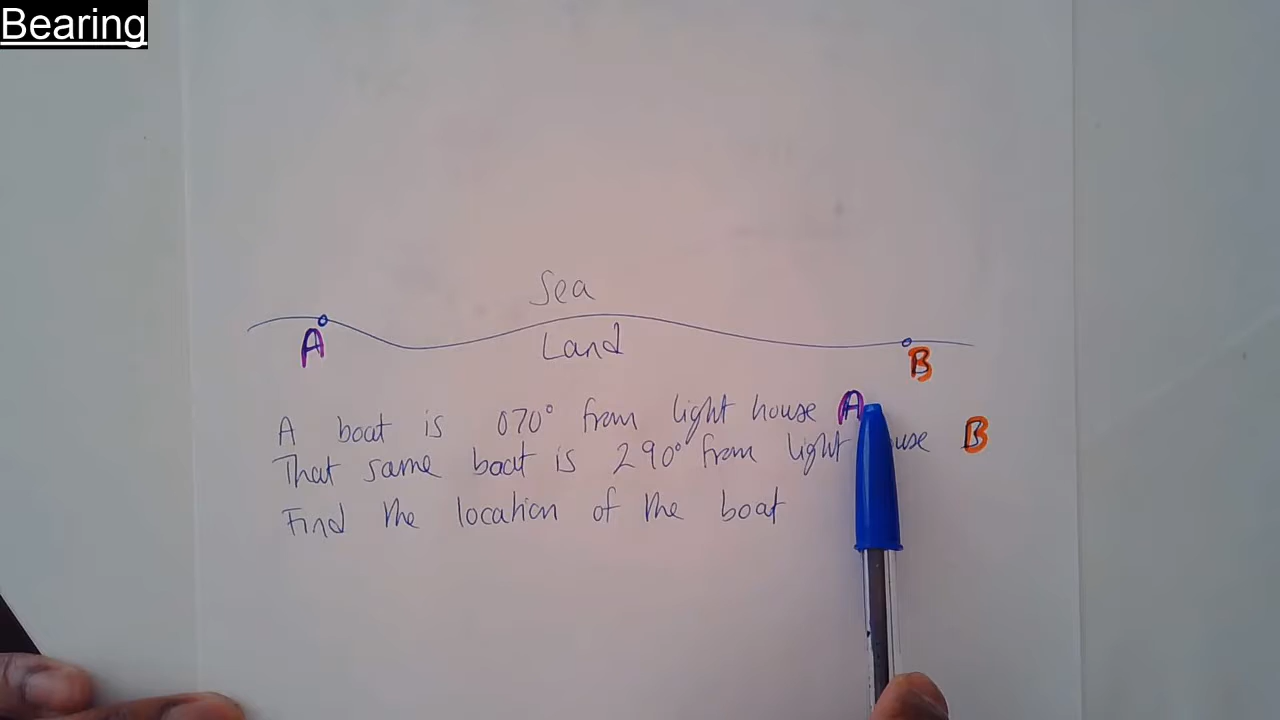 Bearing
Sea
A
Land
B
A boat is 070° from light house A
That same boat is 290° from light B
Find the location of the boat